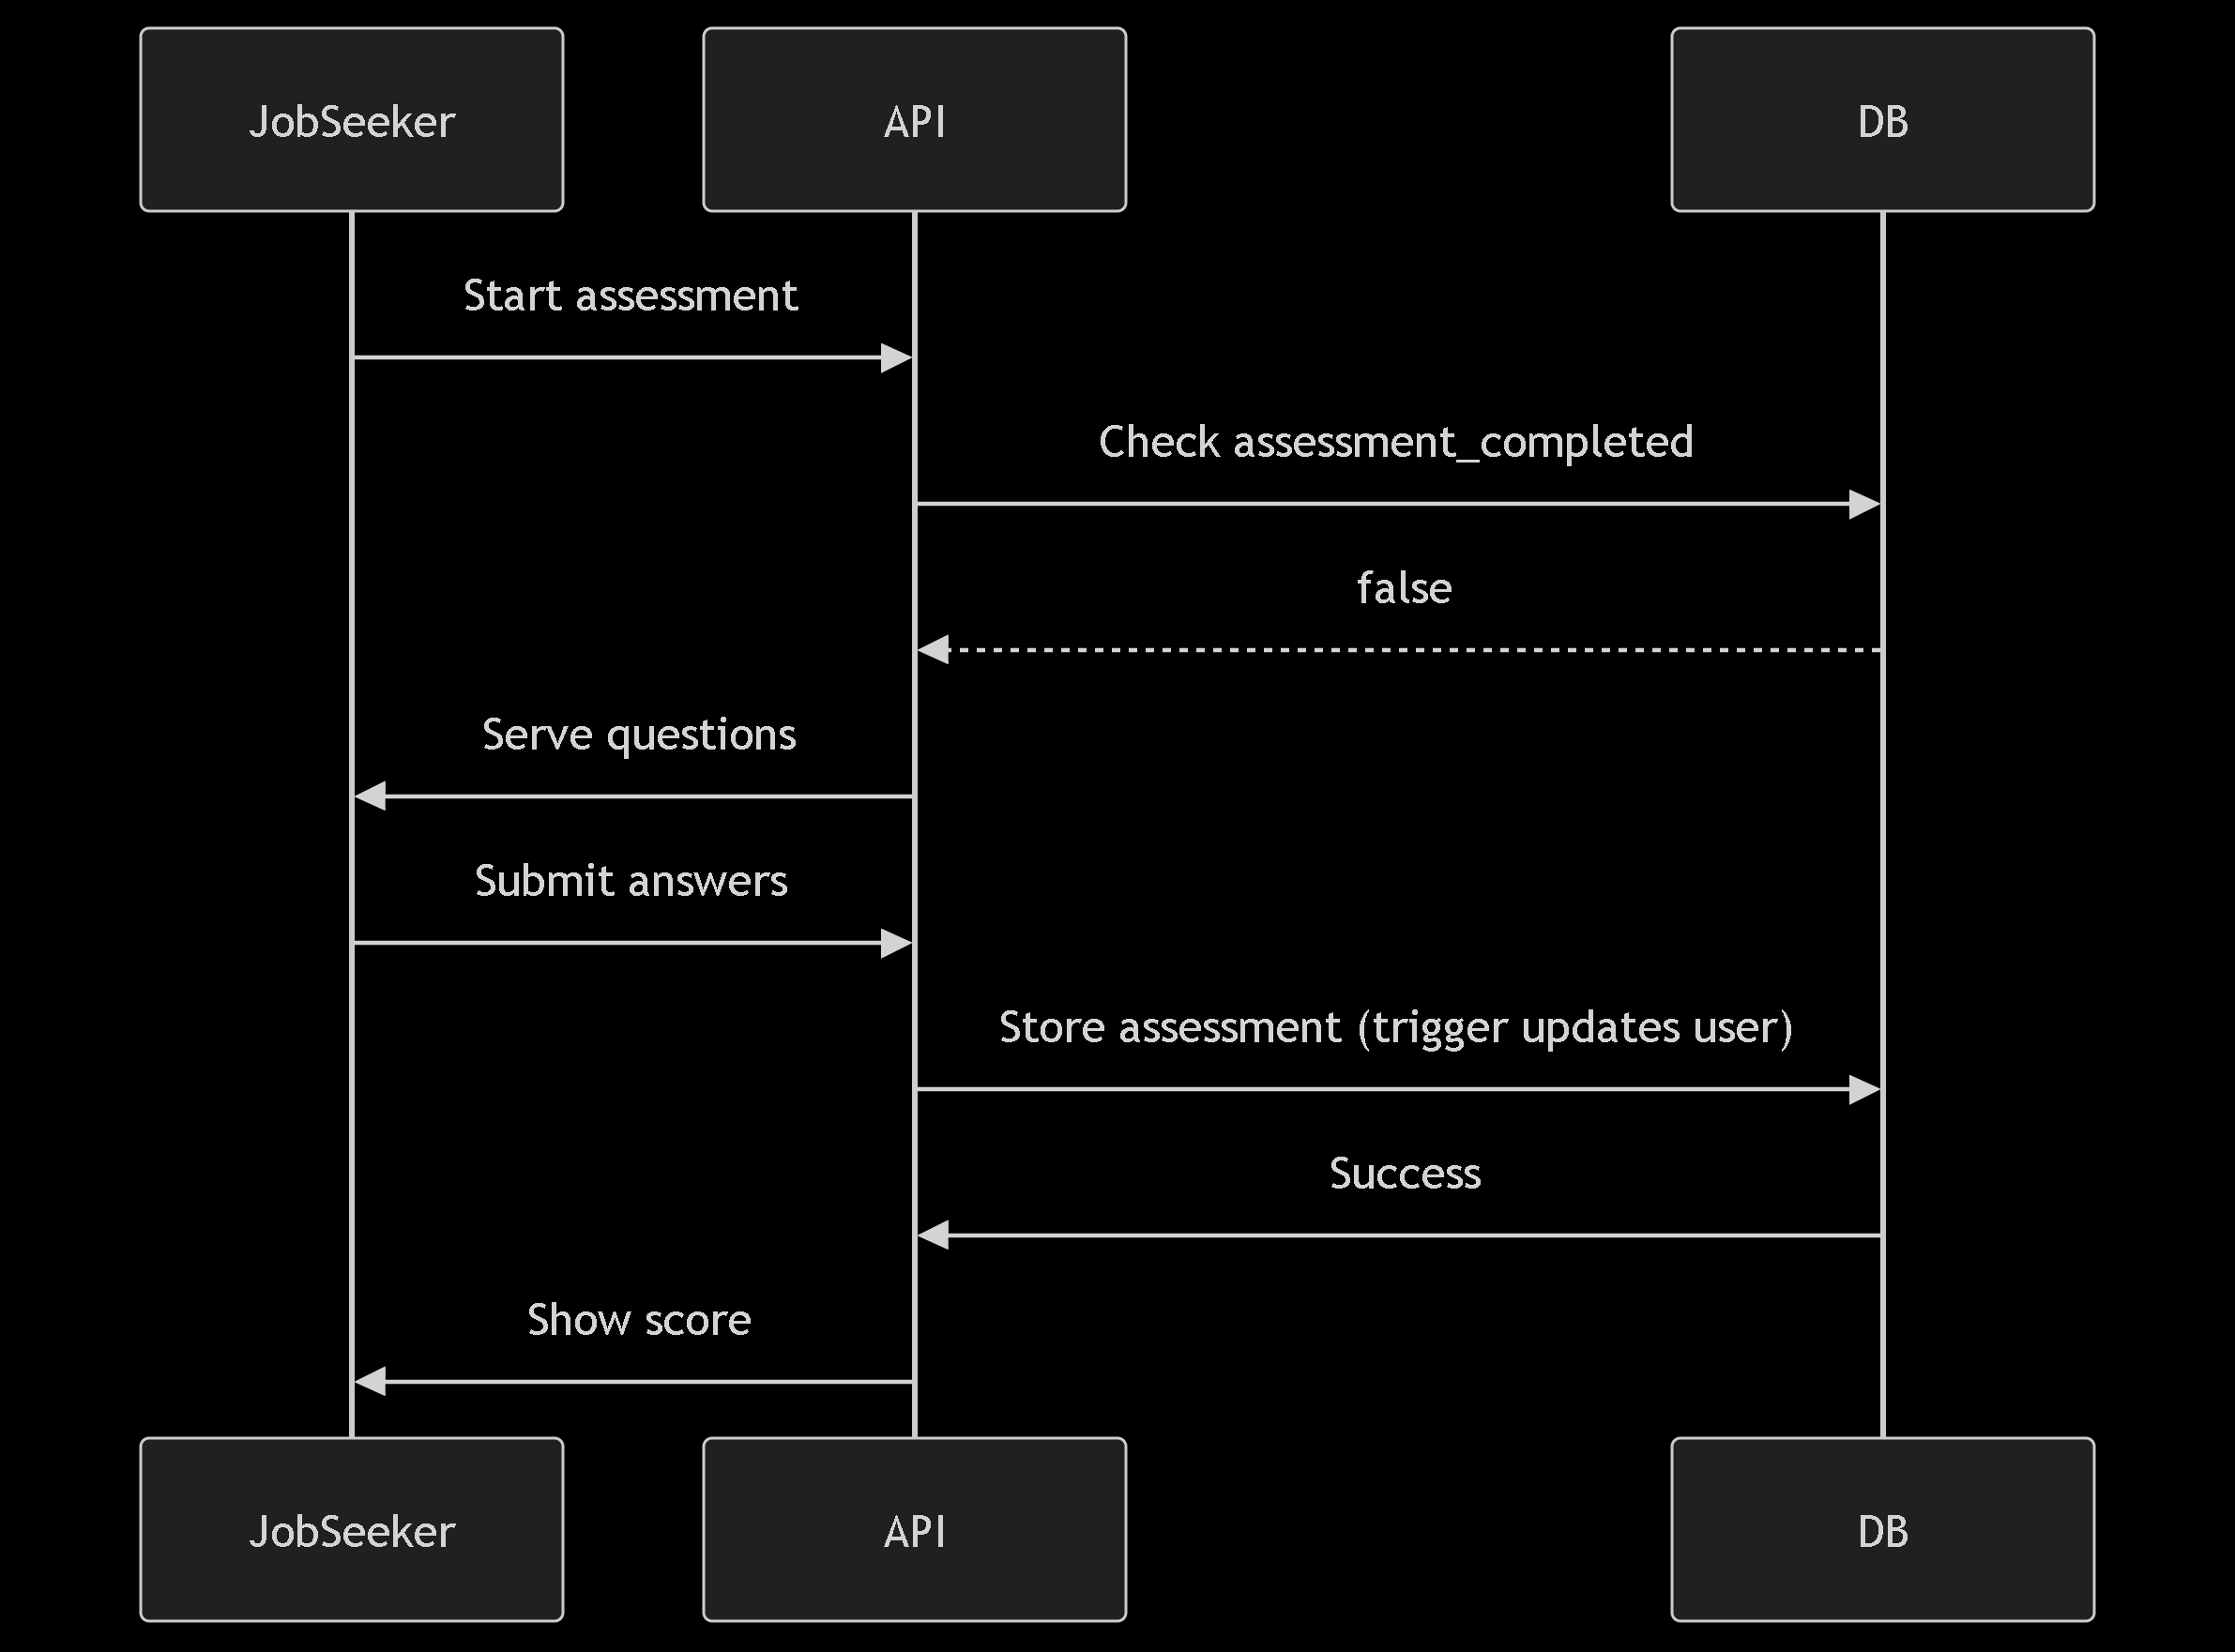 JobSeeker
API
DB
Start assessment
Check assessment_completed
false
Serve questions
Submit answers
Store assessment (trigger updates user)
Success
Show score
JobSeeker
API
DB